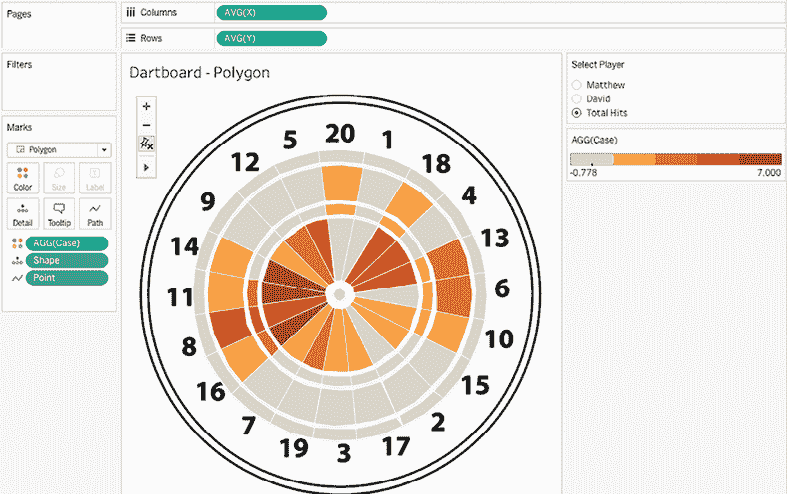 Pages
Columns
AVG(X)
Rows
AVG(Y)
Filters
Marks
Polygon
Color
Size
Label
Detail
Tooltip
Path
AGG(Case)
Shape
Point
Dartboard - Polygon
20
1
18
4
13
6
10
15
2
17
3
19
7
16
8
11
14
9
12
5
Select Player
Matthew
David
Total Hits
AGG(Case)
-0.778 7.000